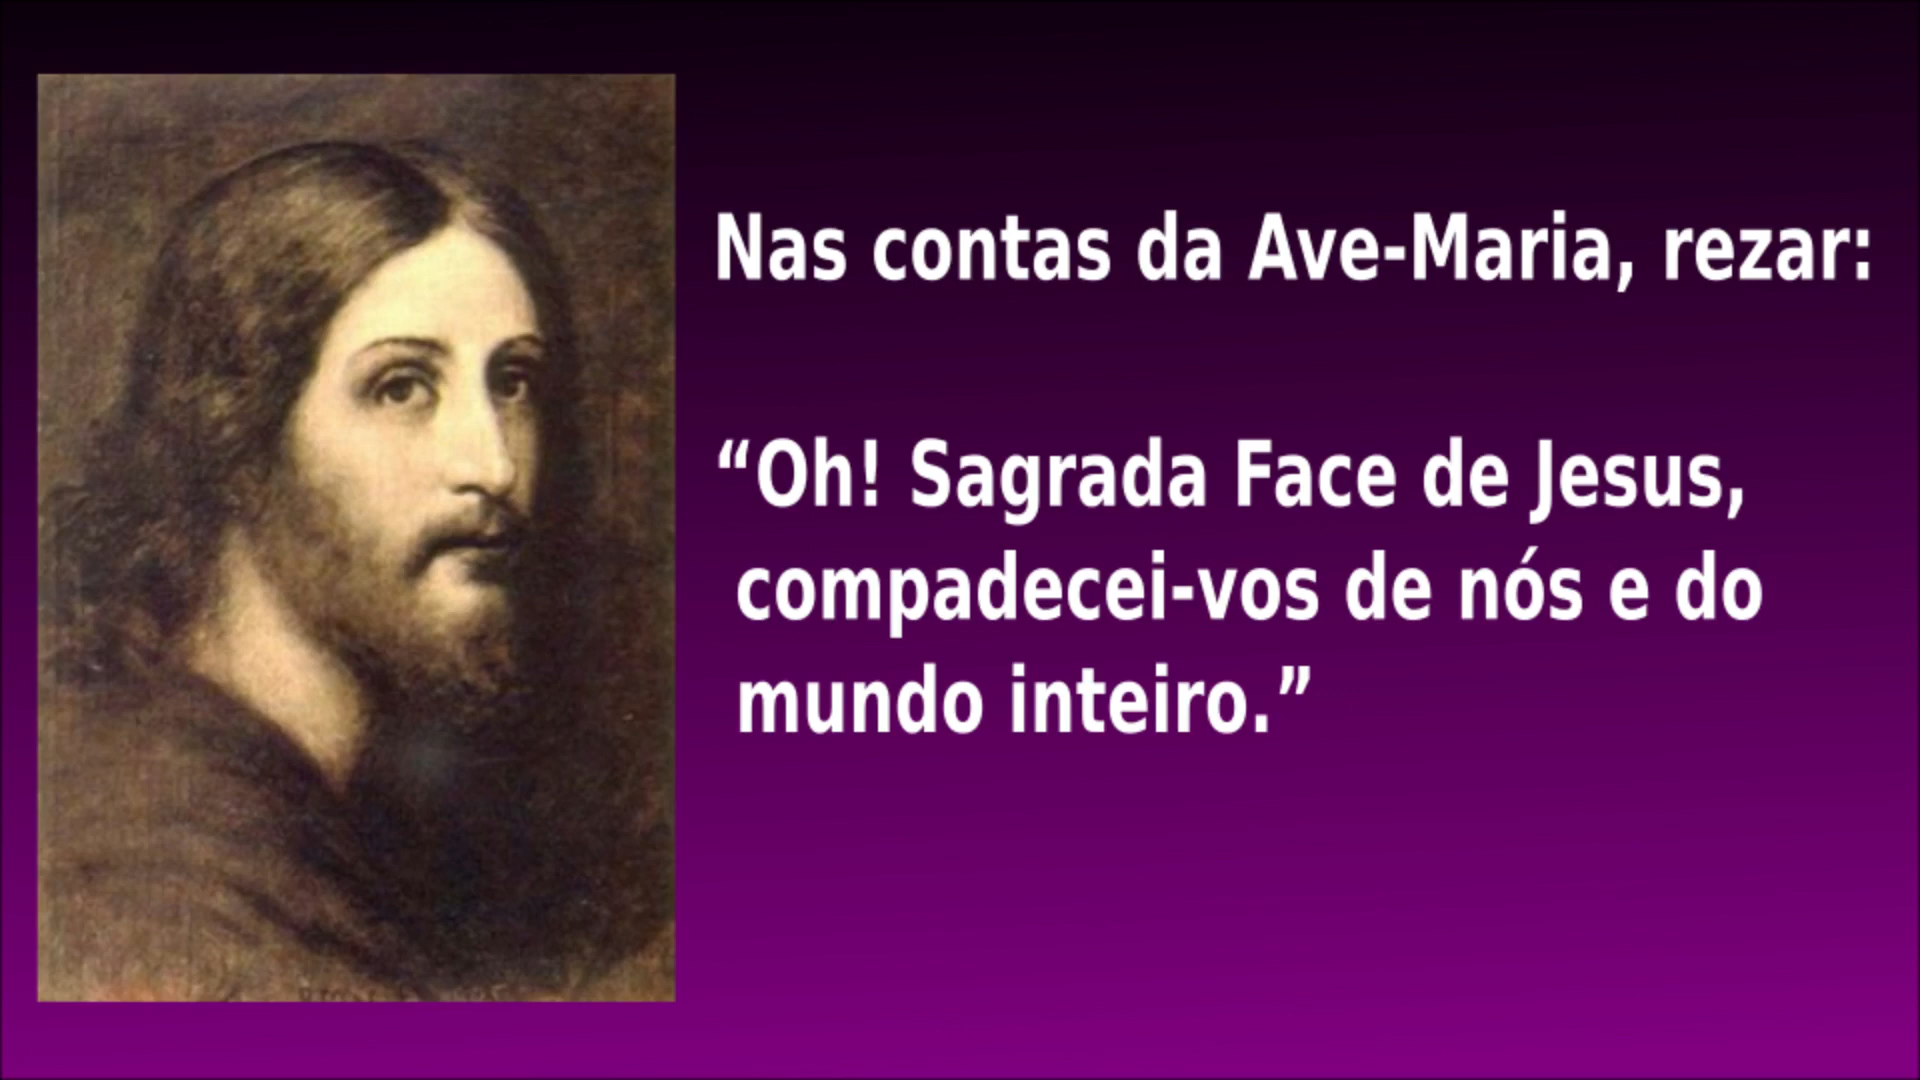 Nas contas da Ave-Maria, rezar:
“Oh! Sagrada Face de Jesus,
compadecei-vos de nós e do
mundo inteiro.”